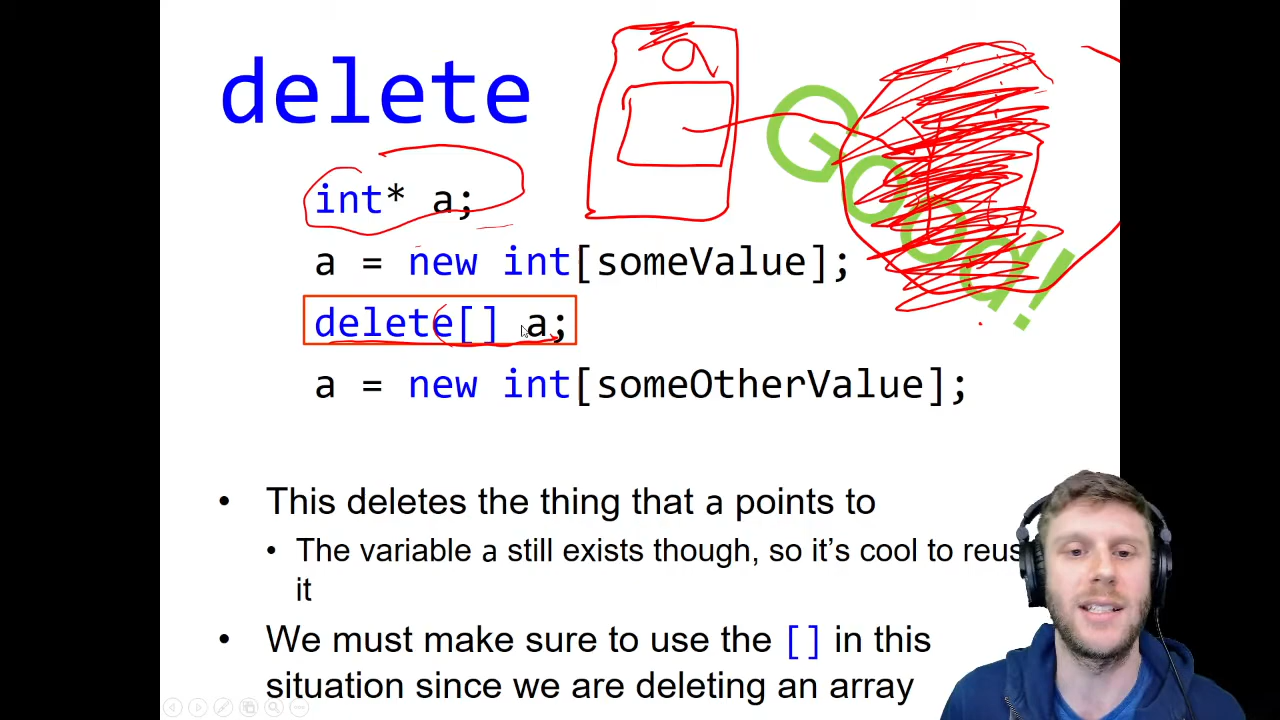 delete
Good!
int* a;
a
a = new int[someValue];
delete[] a;
a = new int[someOtherValue];
• This deletes the thing that a points to
• The variable a still exists though, so it's cool to reus
it
• We must make sure to use the [] in this
situation since we are deleting an array